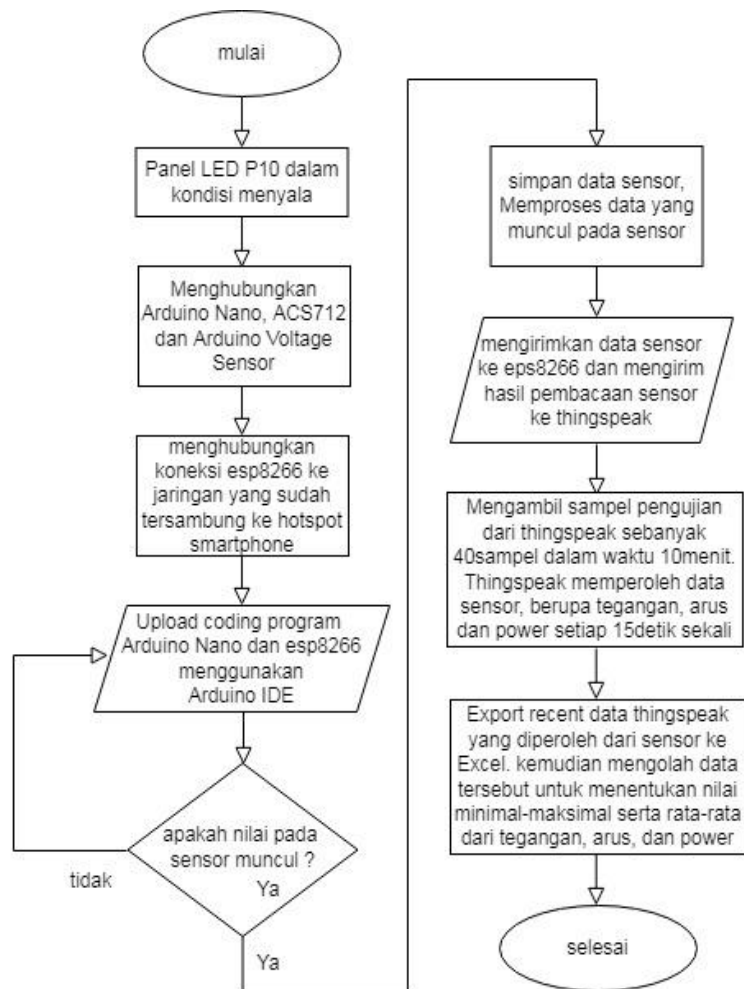 mulai
Panel LED P10 dalam
kondisi menyala
Menghubungkan
Arduino Nano, ACS712
dan Arduino Voltage
Sensor
menghubungkan
koneksi esp8266 ke
jaringan yang sudah
tersambung ke hotspot
smartphone
Upload coding program
Arduino Nano dan esp8266
menggunakan
Arduino IDE
apakah nilai pada
sensor muncul ?
tidak
Ya
Ya
simpan data sensor,
Memproses data yang
muncul pada sensor
mengirimkan data sensor
ke eps8266 dan mengirim
hasil pembacaan sensor
ke thingspeak
Mengambil sampel pengujian
dari thingspeak sebanyak
40sampel dalam waktu 10menit.
Thingspeak memperoleh data
sensor, berupa tegangan, arus
dan power setiap 15detik sekali
Export recent data thingspeak
yang diperoleh dari sensor ke
Excel. kemudian mengolah data
tersebut untuk menentukan nilai
minimal-maksimal serta rata-rata
dari tegangan, arus, dan power
selesai